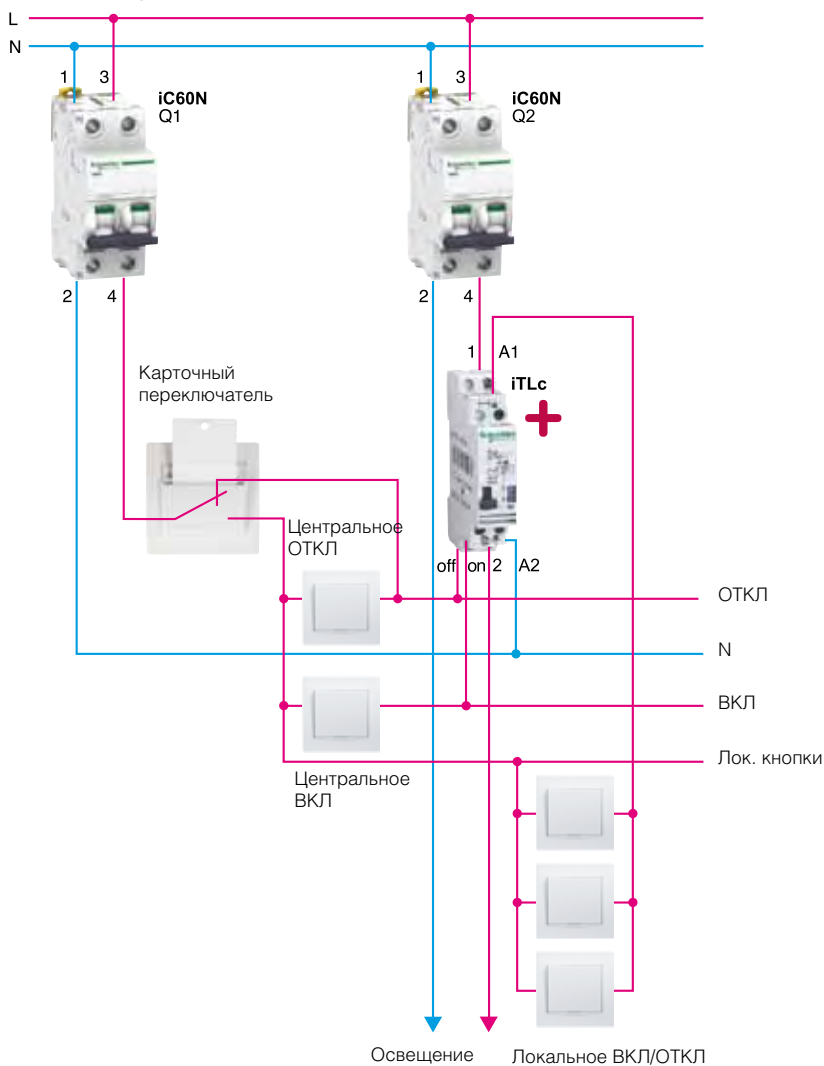 L
N
1
3
iC60N
Q1
1
3
iC60N
Q2
2
4
2
4
1
A1
iTLc
Карточный
переключатель
Центральное
ОТКЛ
off
on
2
A2
ОТКЛ
N
ВКЛ
Лок. кнопки
Центральное
ВКЛ
Освещение
Локальное ВКЛ/ОТКЛ